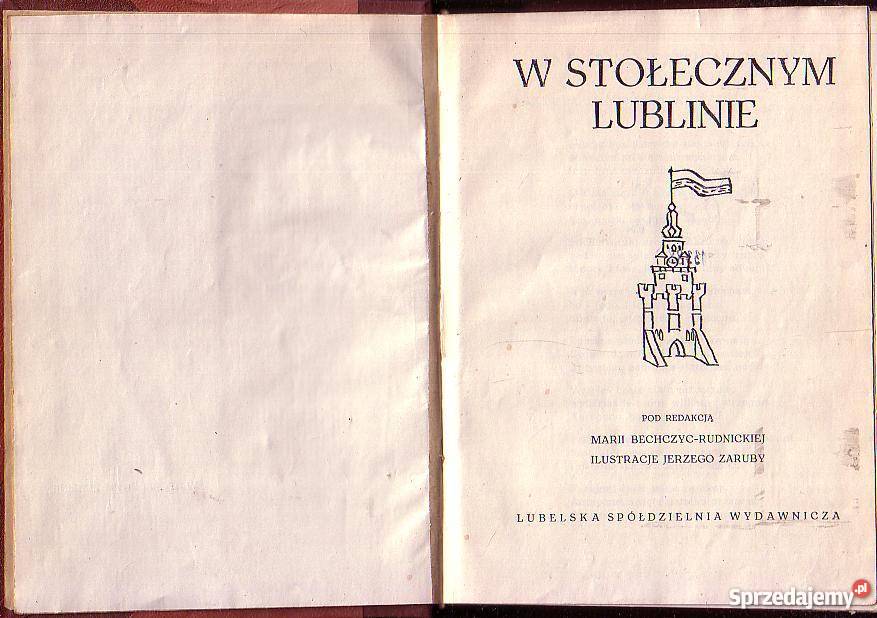 W STOŁECZNYM
LUBLINIE
POD REDAKCJĄ
MARII BECHCZYC-RUDNICKIEJ
ILUSTRACJE JERZEGO ZARUBY
LUBELSKA SPÓŁDZIELNIA WYDAWNICZA
Sprzedajemy.pl